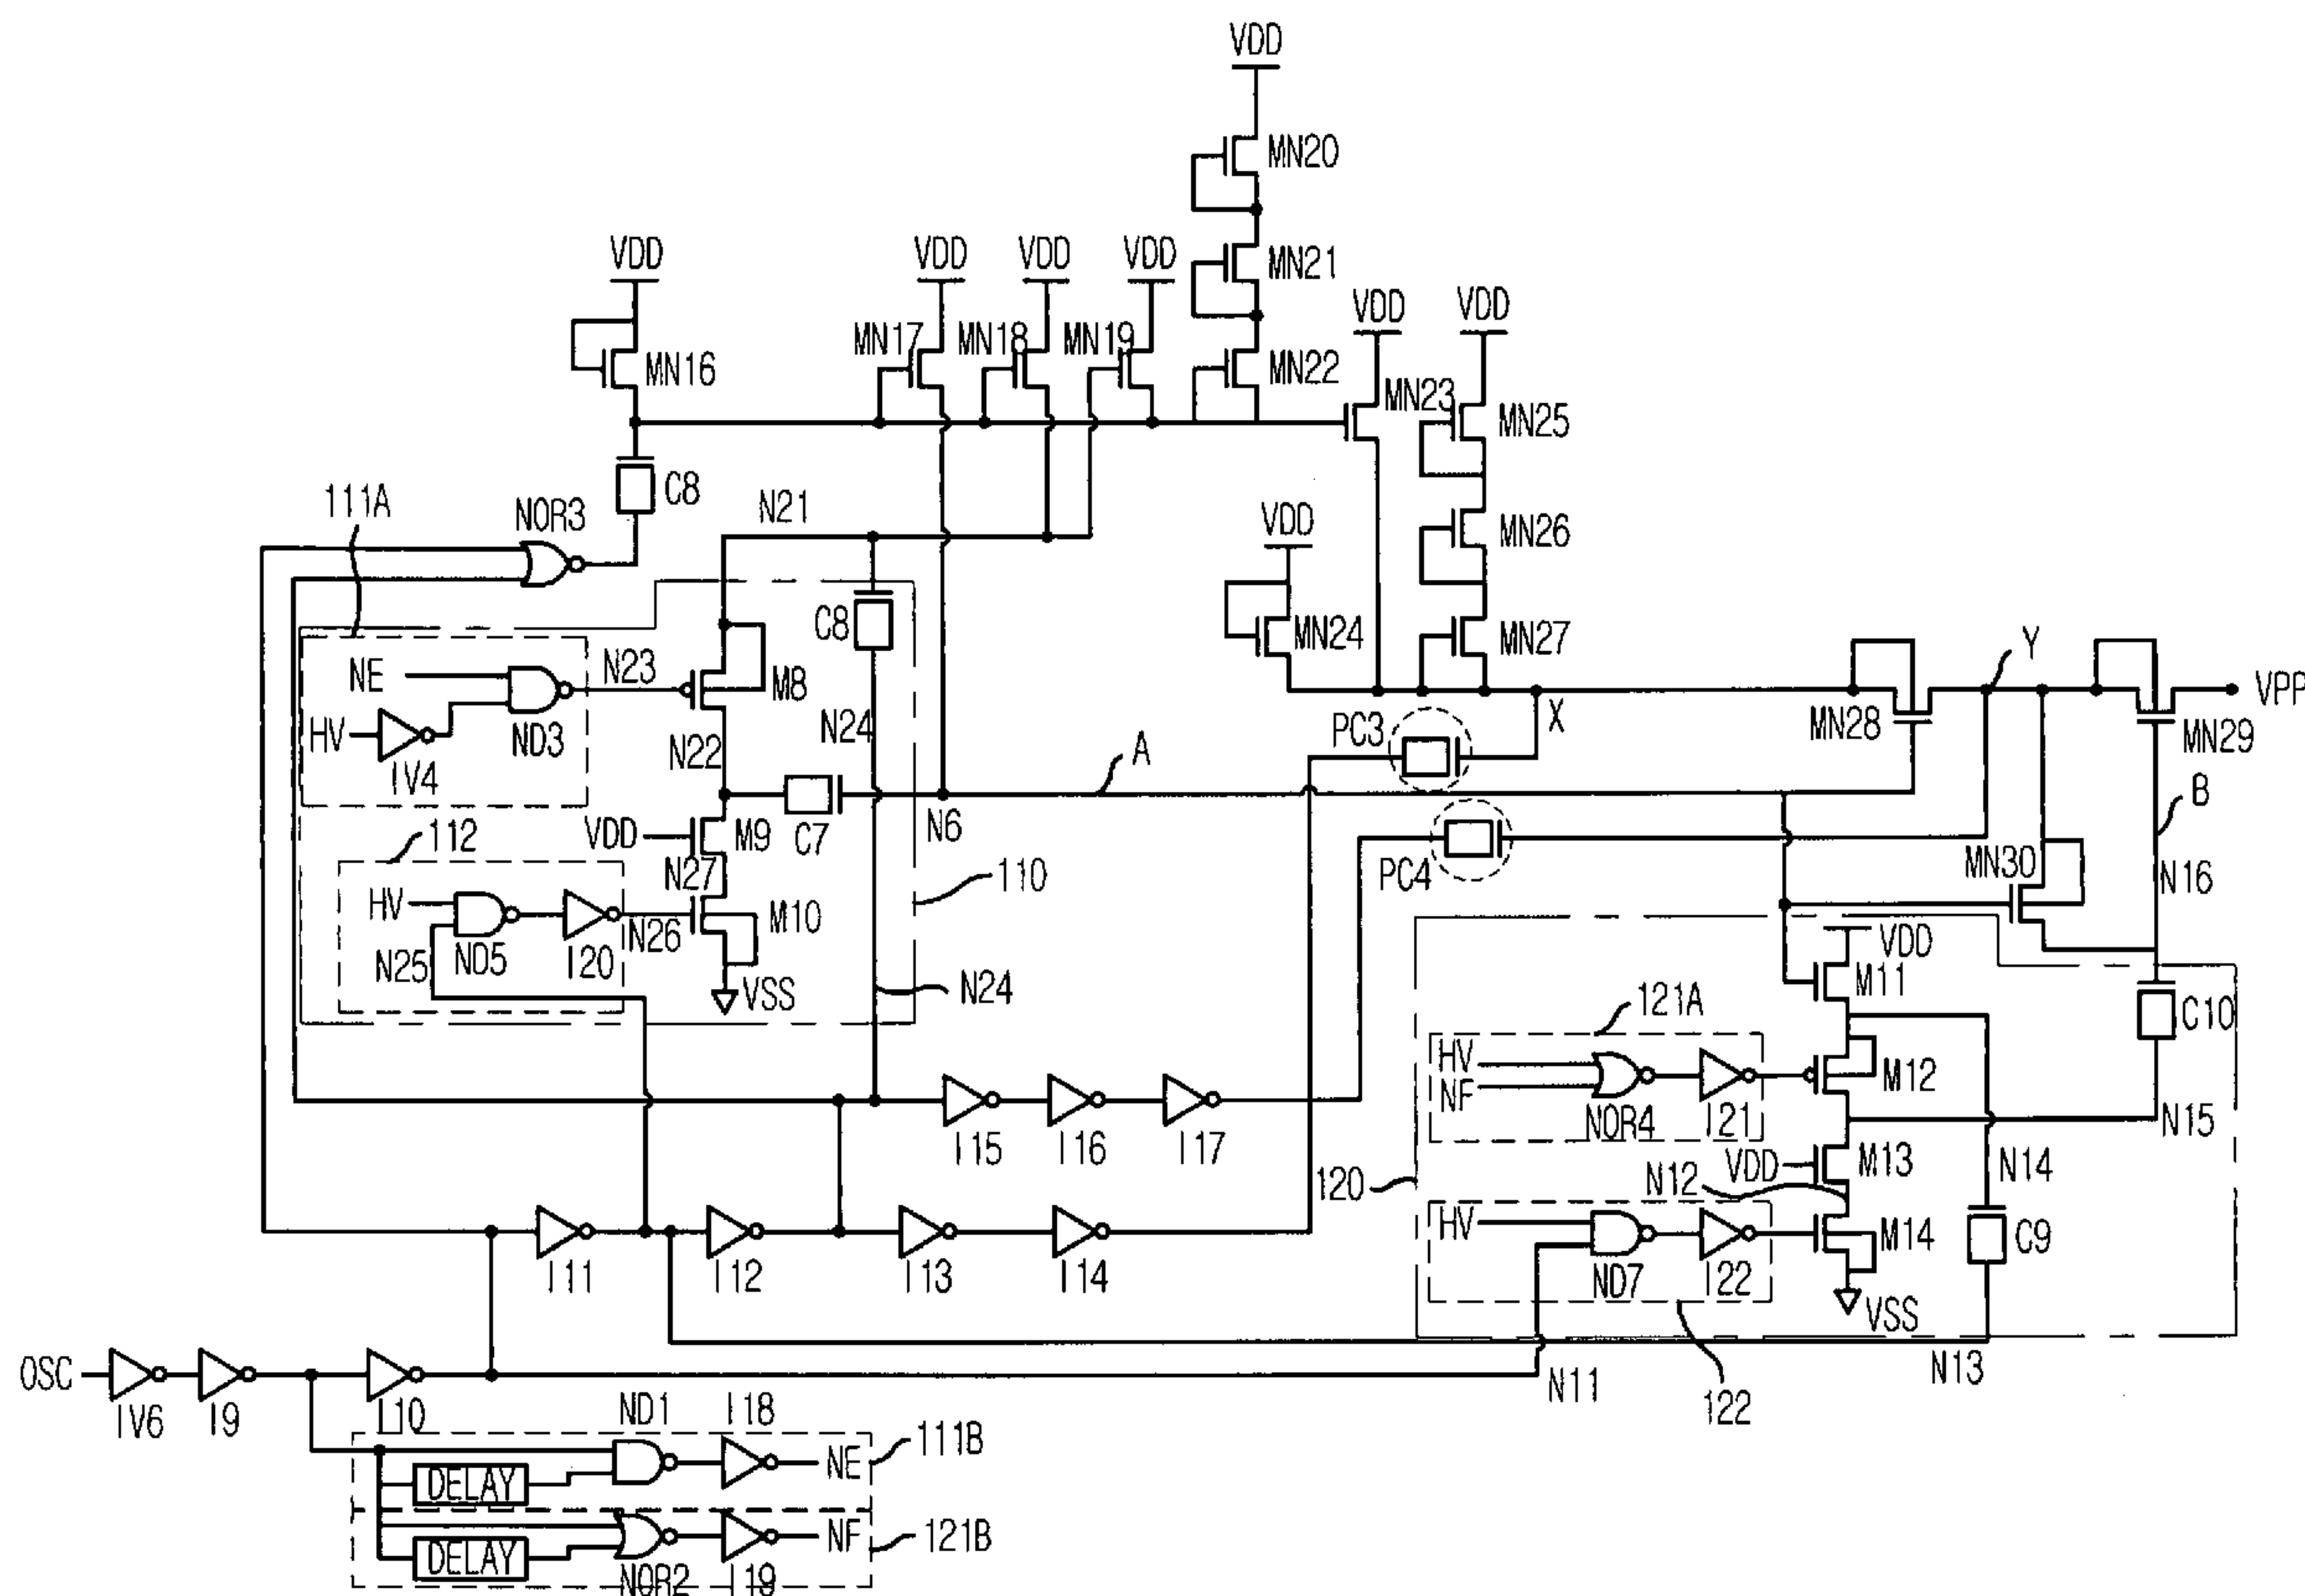 VDD
MN20
VDD
VDD
VDD
VDD
MN21
VDD
VDD
MN17
MN18
MN19
MN16
MN22
MN23
MN25
111A
NOR3
C8
N21
VDD
MN26
C8
MN24
MN27
Y
NE
N23
M8
VPP
HV
ND3
IV4
N22
N24
PC3
X
MN28
MN29
A
112
VDD
M9
C7
N6
B
N27
PC4
MN30
N16
110
HV
M10
N26
N25
ND5
I20
VSS
N24
VDD
M11
121A
C10
HV
NF
M12
NOR4
I21
N15
I15
I16
I17
VDD
M13
N12
N14
120
HV
M14
C9
I11
I12
I13
I14
ND7
I22
VSS
OSC
N13
N11
122
IV6
I9
I10
ND1
I18
111B
NE
DELAY
NF
121B
DELAY
NOR2
I19